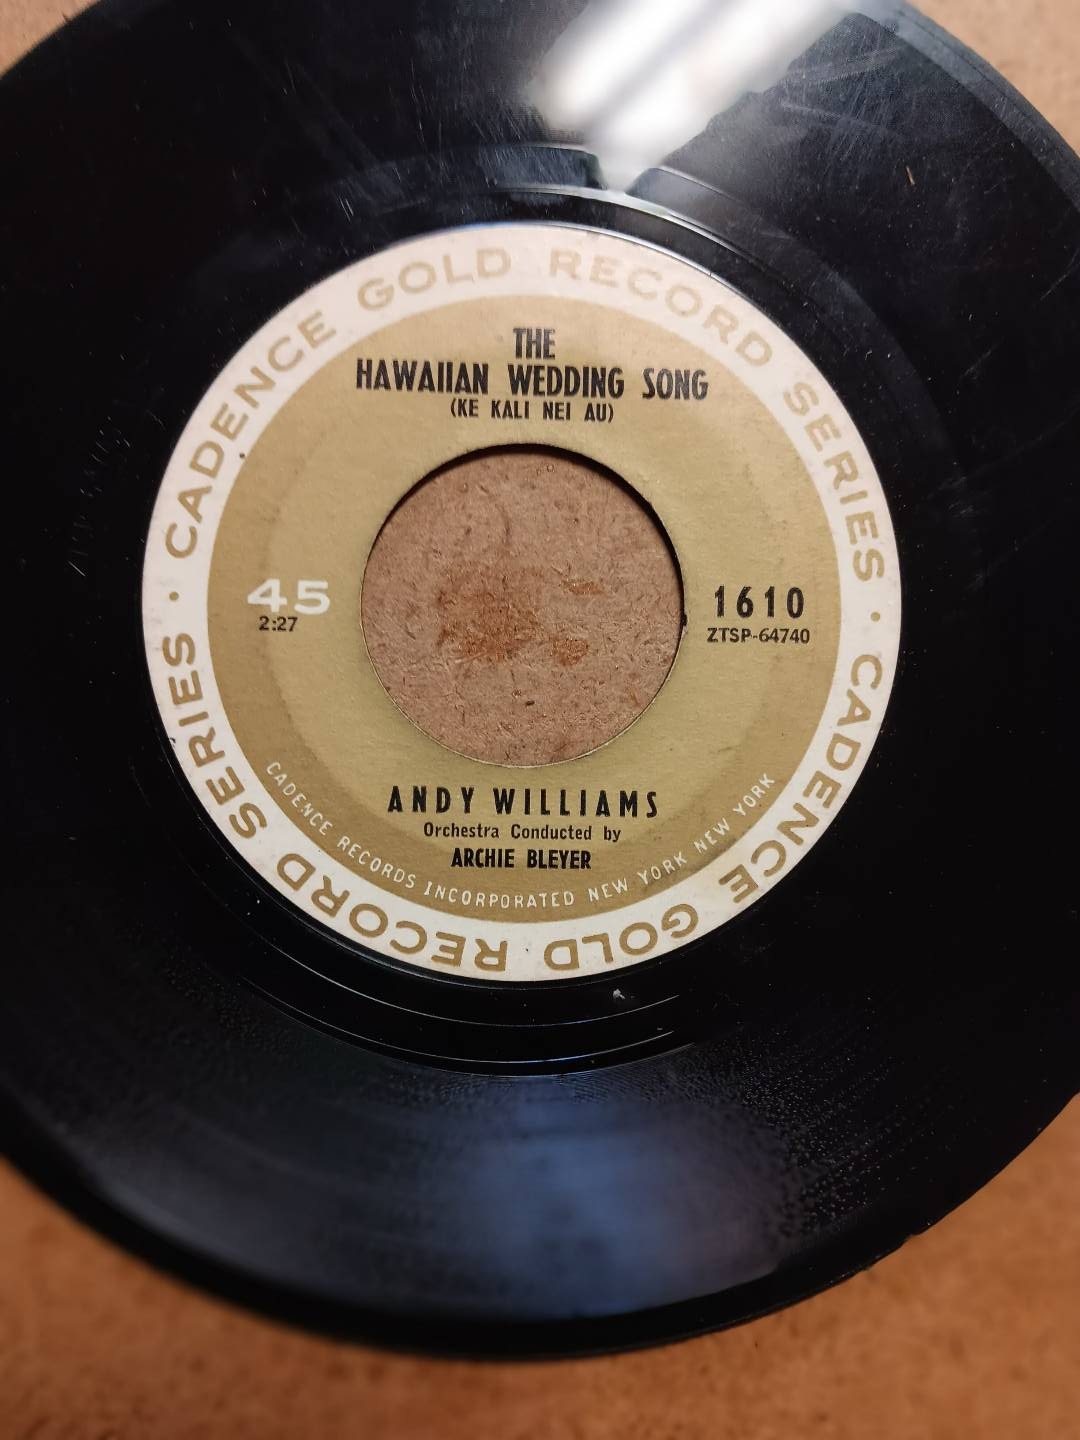 CADENCE GOLD RECORD SERIES · CADENCE GOLD RECORD SERIES ·
THE
HAWAIIAN WEDDING SONG
(KE KALI NEI AU)
45
2:27
1610
ZTSP-64740
ANDY WILLIAMS
Orchestra Conducted by
ARCHIE BLEYER
CADENCE RECORDS INCORPORATED NEW YORK NEW YORK